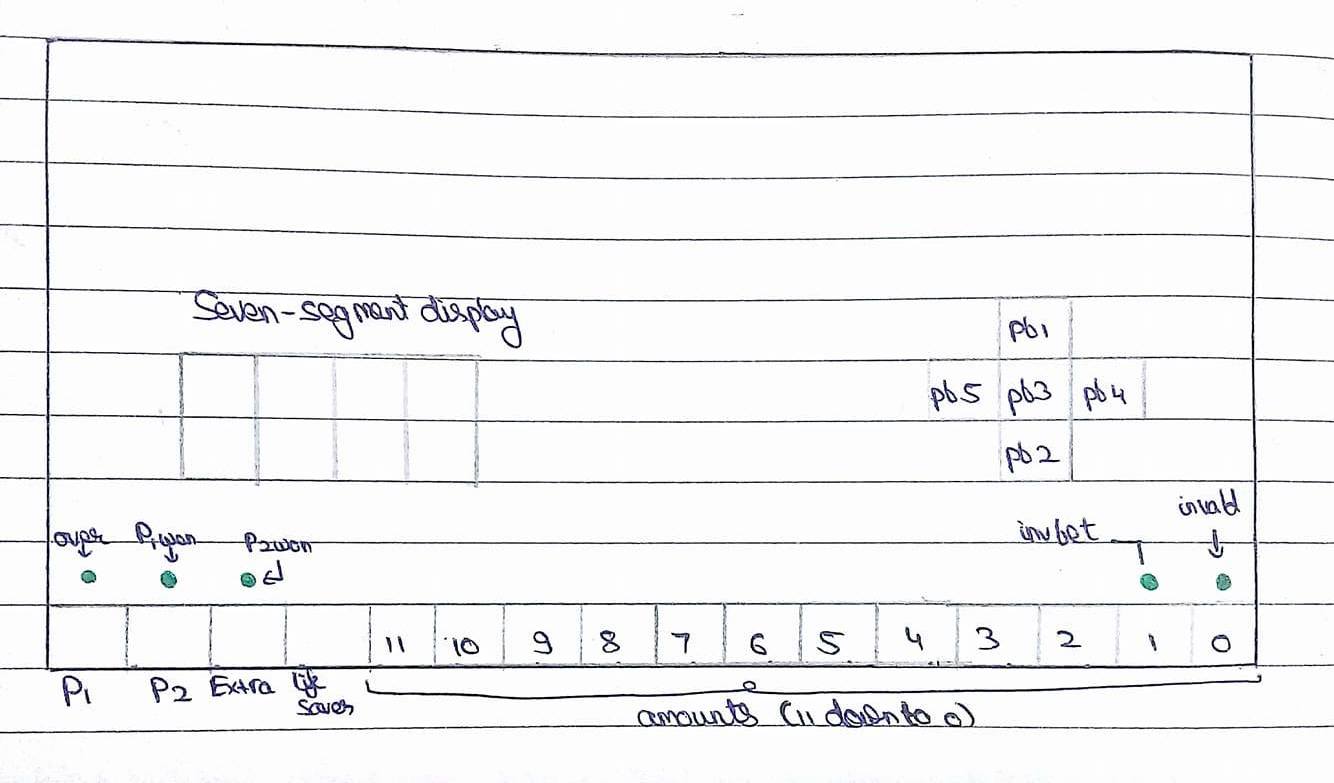 Seven-segment display
pb1
pb5 pb3 pb4
pb2
over P1won P2won invbet invald
11 10 9 8 7 6 5 4 3 2 1 0
P1 P2 Extra life saver
amounts (11 downto 0)